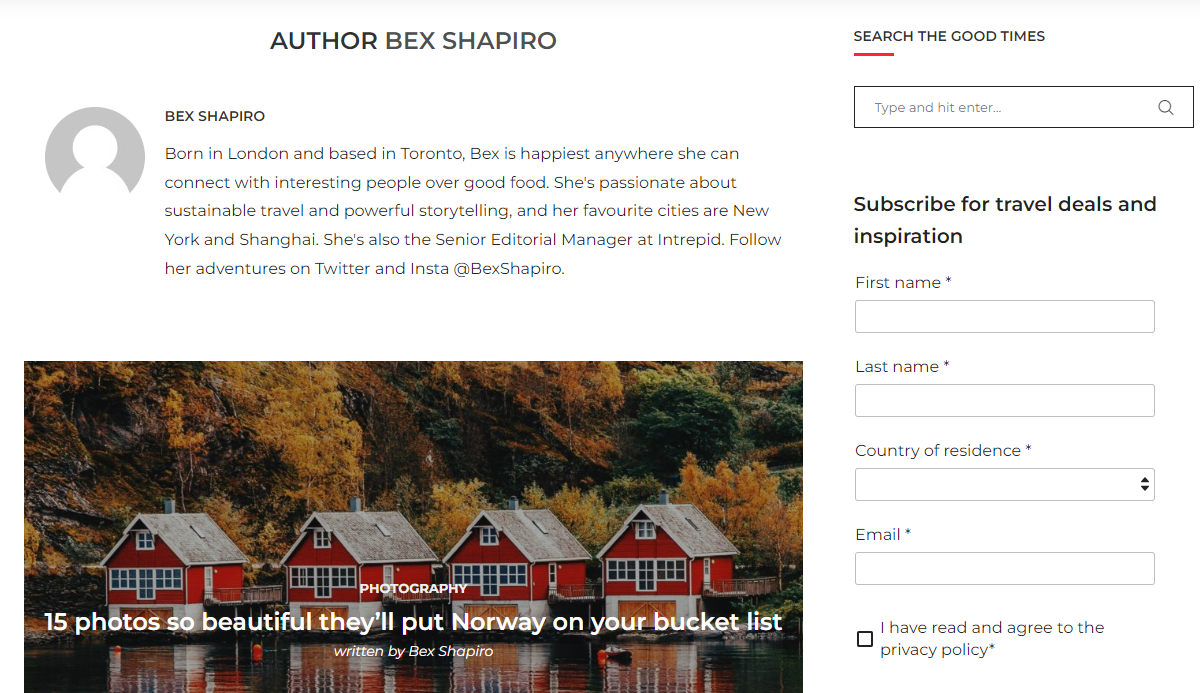 AUTHOR BEX SHAPIRO
BEX SHAPIRO
Born in London and based in Toronto, Bex is happiest anywhere she can
connect with interesting people over good food. She's passionate about
sustainable travel and powerful storytelling, and her favourite cities are New
York and Shanghai. She's also the Senior Editorial Manager at Intrepid. Follow
her adventures on Twitter and Insta @BexShapiro.
PHOTOGRAPHY
15 photos so beautiful they’ll put Norway on your bucket list
written by Bex Shapiro
SEARCH THE GOOD TIMES
Type and hit enter...
Subscribe for travel deals and
inspiration
First name *
Last name *
Country of residence *
Email *
I have read and agree to the
privacy policy*